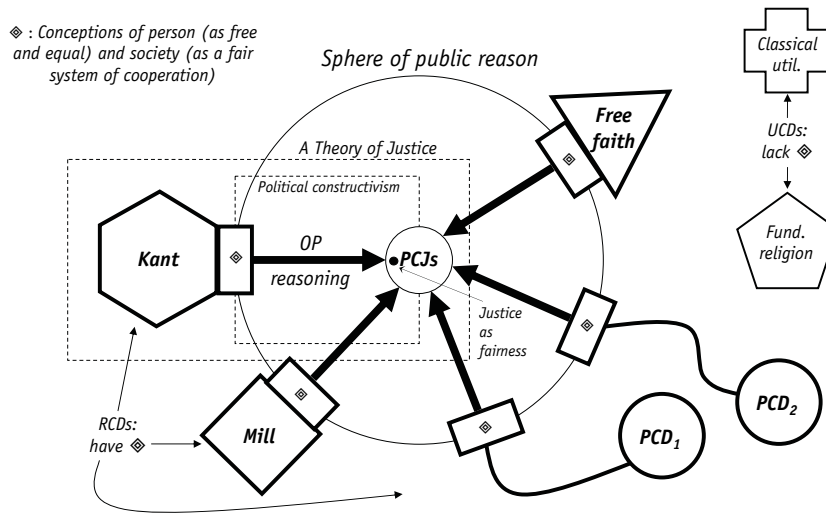 ◈ : Conceptions of person (as free
and equal) and society (as a fair
system of cooperation)
Sphere of public reason
Classical
util.
Free
faith
UCDs:
lack ◈
A Theory of Justice
Political constructivism
Fund.
religion
Kant
OP
reasoning
PCJs
Justice
as
fairness
RCDs:
have ◈
Mill
PCD₁
PCD₂